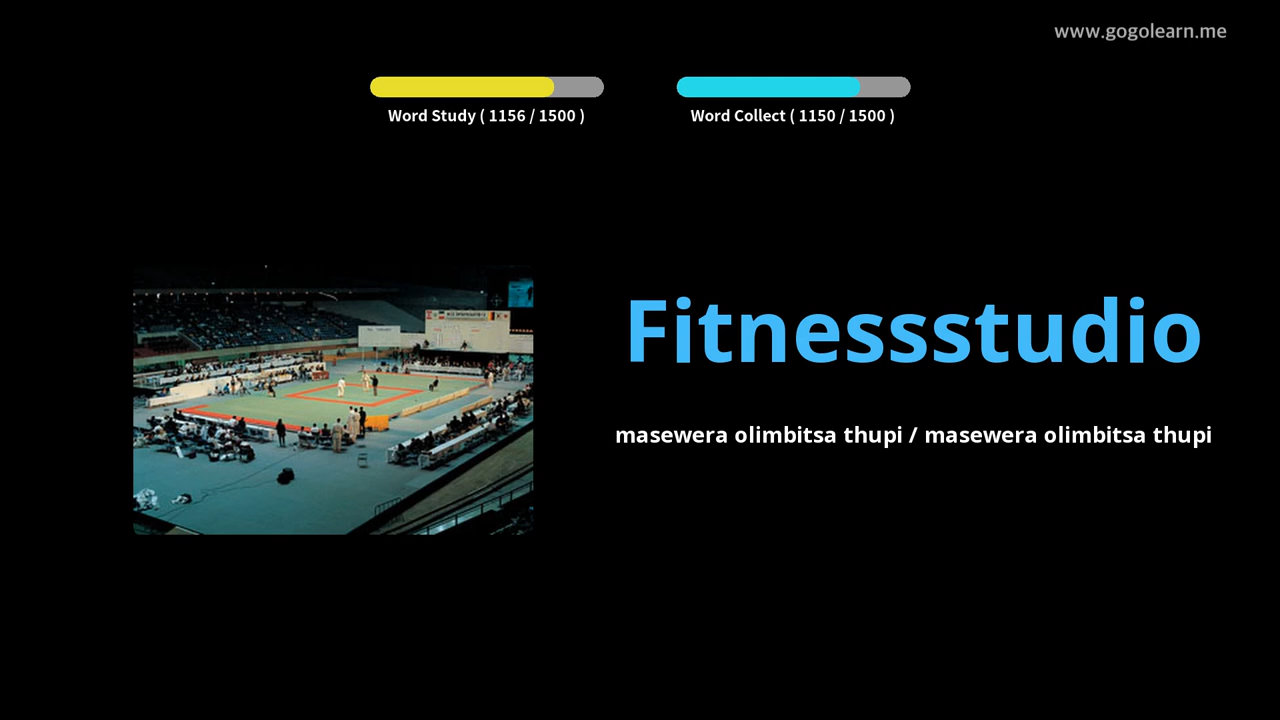 www.gogolearn.me
Word Study ( 1156 / 1500 )
Word Collect ( 1150 / 1500 )
Fitnessstudio
masewera olimbitsa thupi / masewera olimbitsa thupi